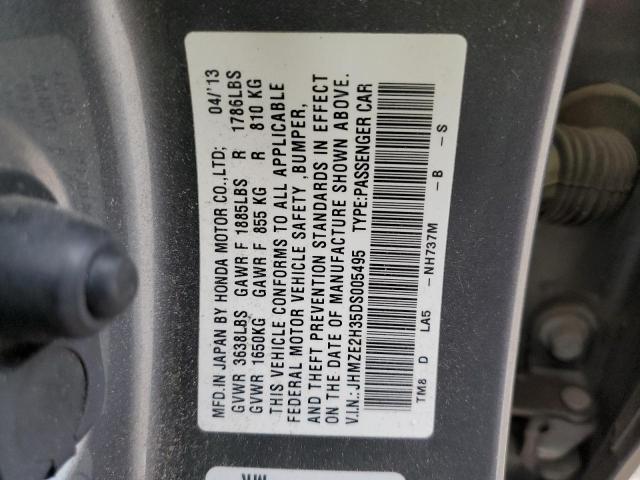 MFD.IN JAPAN BY HONDA MOTOR CO.,LTD; 04/'13
GVWR 3638LBS GAWR F 1885LBS R 1786LBS
GVWR 1650KG GAWR F 855 KG R 810 KG
THIS VEHICLE CONFORMS TO ALL APPLICABLE
FEDERAL MOTOR VEHICLE SAFETY ,BUMPER,
AND THEFT PREVENTION STANDARDS IN EFFECT
ON THE DATE OF MANUFACTURE SHOWN ABOVE.
V.I.N.: JHMZE2H35DS005495 TYPE:PASSENGER CAR
TM8 D LA5 -NH737M -B -S